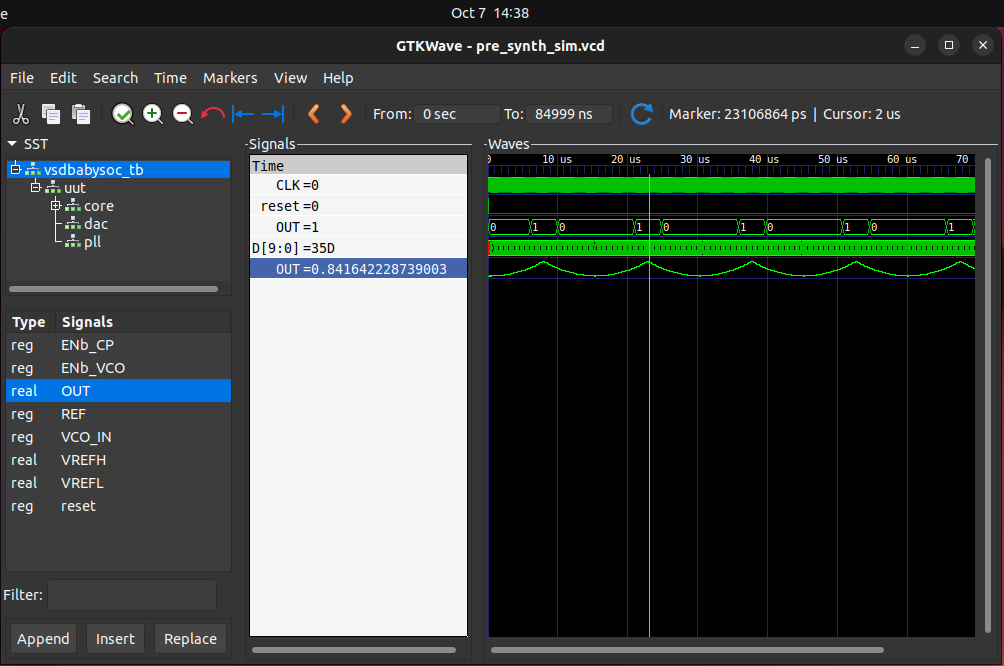 e
Oct 7 14:38
GTKWave - pre_synth_sim.vcd
File Edit Search Time Markers View Help
From: 0 sec To: 84999 ns Marker: 23106864 ps | Cursor: 2 us
SST
vsdbabysoc_tb
uut
core
dac
pll
Type Signals
reg ENb_CP
reg ENb_VCO
real OUT
reg REF
reg VCO_IN
real VREFH
real VREFL
reg reset
Filter:
Append Insert Replace
Signals
Time
CLK=0
reset=0
OUT=1
D[9:0]=35D
OUT=0.841642228739003
Waves
0 10 us 20 us 30 us 40 us 50 us 60 us 70
0 1 0 1 0 1 0 1 0 1